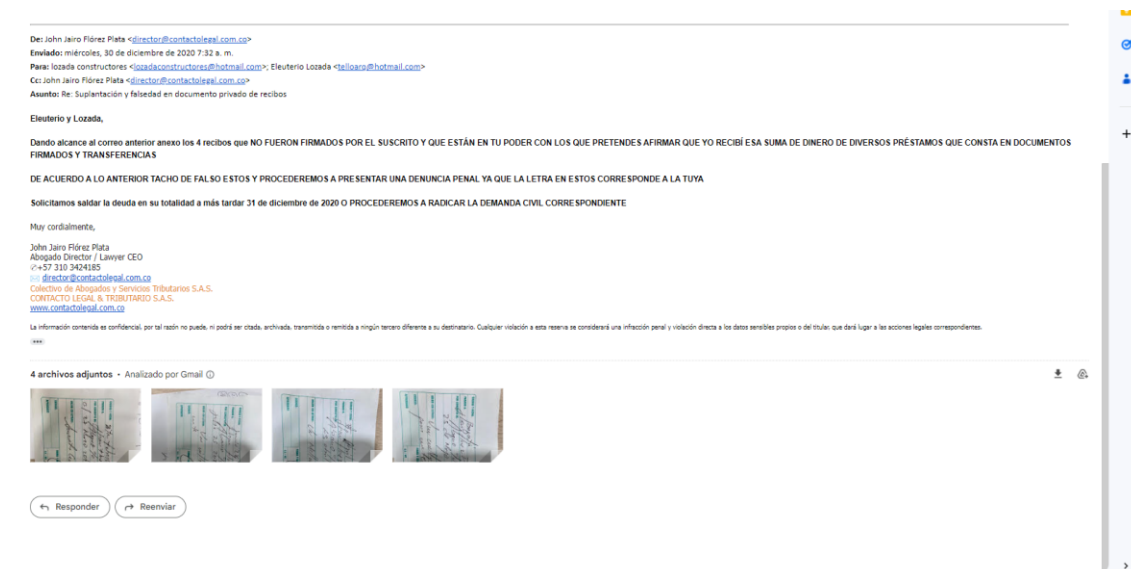 De: John Jairo Flórez Plata <director@contactolegal.com.co>
Enviado: miércoles, 30 de diciembre de 2020 7:32 a. m.
Para: lozada constructores <lozadaconstructores@hotmail.com>; Eleuterio Lozada <telloarq@hotmail.com>
Cc: John Jairo Flórez Plata <director@contactolegal.com.co>
Asunto: Re: Suplantación y falsedad en documento privado de recibos
Eleuterio y Lozada,
Dando alcance al correo anterior anexo los 4 recibos que NO FUERON FIRMADOS POR EL SUSCRITO Y QUE ESTÁN EN TU PODER CON LOS QUE PRETENDES AFIRMAR QUE YO RECIBÍ ESA SUMA DE DINERO DE DIVERSOS PRÉSTAMOS QUE CONSTA EN DOCUMENTOS
FIRMADOS Y TRANSFERENCIAS
DE ACUERDO A LO ANTERIOR TACHO DE FALSO ESTOS Y PROCEDEREMOS A PRESENTAR UNA DENUNCIA PENAL YA QUE LA LETRA EN ESTOS CORRESPONDE A LA TUYA
Solicitamos saldar la deuda en su totalidad a más tardar 31 de diciembre de 2020 O PROCEDEREMOS A RADICAR LA DEMANDA CIVIL CORRESPONDIENTE
Muy cordialmente,
John Jairo Flórez Plata
Abogado Director / Lawyer CEO
✆+57 310 3424185
director@contactolegal.com.co
Colectivo de Abogados y Servicios Tributarios S.A.S.
CONTACTO LEGAL & TRIBUTARIO S.A.S.
www.contactolegal.com.co
La información contenida es confidencial, por tal razón no puede, ni podrá ser citada, archivada, transmitida o remitida a ningún tercero diferente a su destinatario. Cualquier violación a esta reserva se considerará una infracción penal y violación directa a los datos sensibles propios o del titular, que dará lugar a las acciones legales correspondientes.
4 archivos adjuntos • Analizado por Gmail
Responder
Reenviar